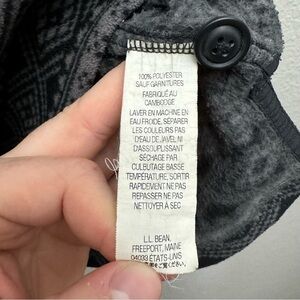 100% POLYESTER
SAUF GARNITURES
FABRIQUÉ AU
CAMBODGE
LAVER EN MACHINE EN
EAU FROIDE, SÉPARER
LES COULEURS PAS
D'EAU DE JAVEL NI
D'ASSOUPLISSANT
SÉCHAGE PAR
CULBUTAGE BASSE
TEMPÉRATURE, SORTIR
RAPIDEMENT NE PAS
REPASSER NE PAS
NETTOYER À SEC
L.L. BEAN,
FREEPORT, MAINE
04033 ÉTATS-UNIS